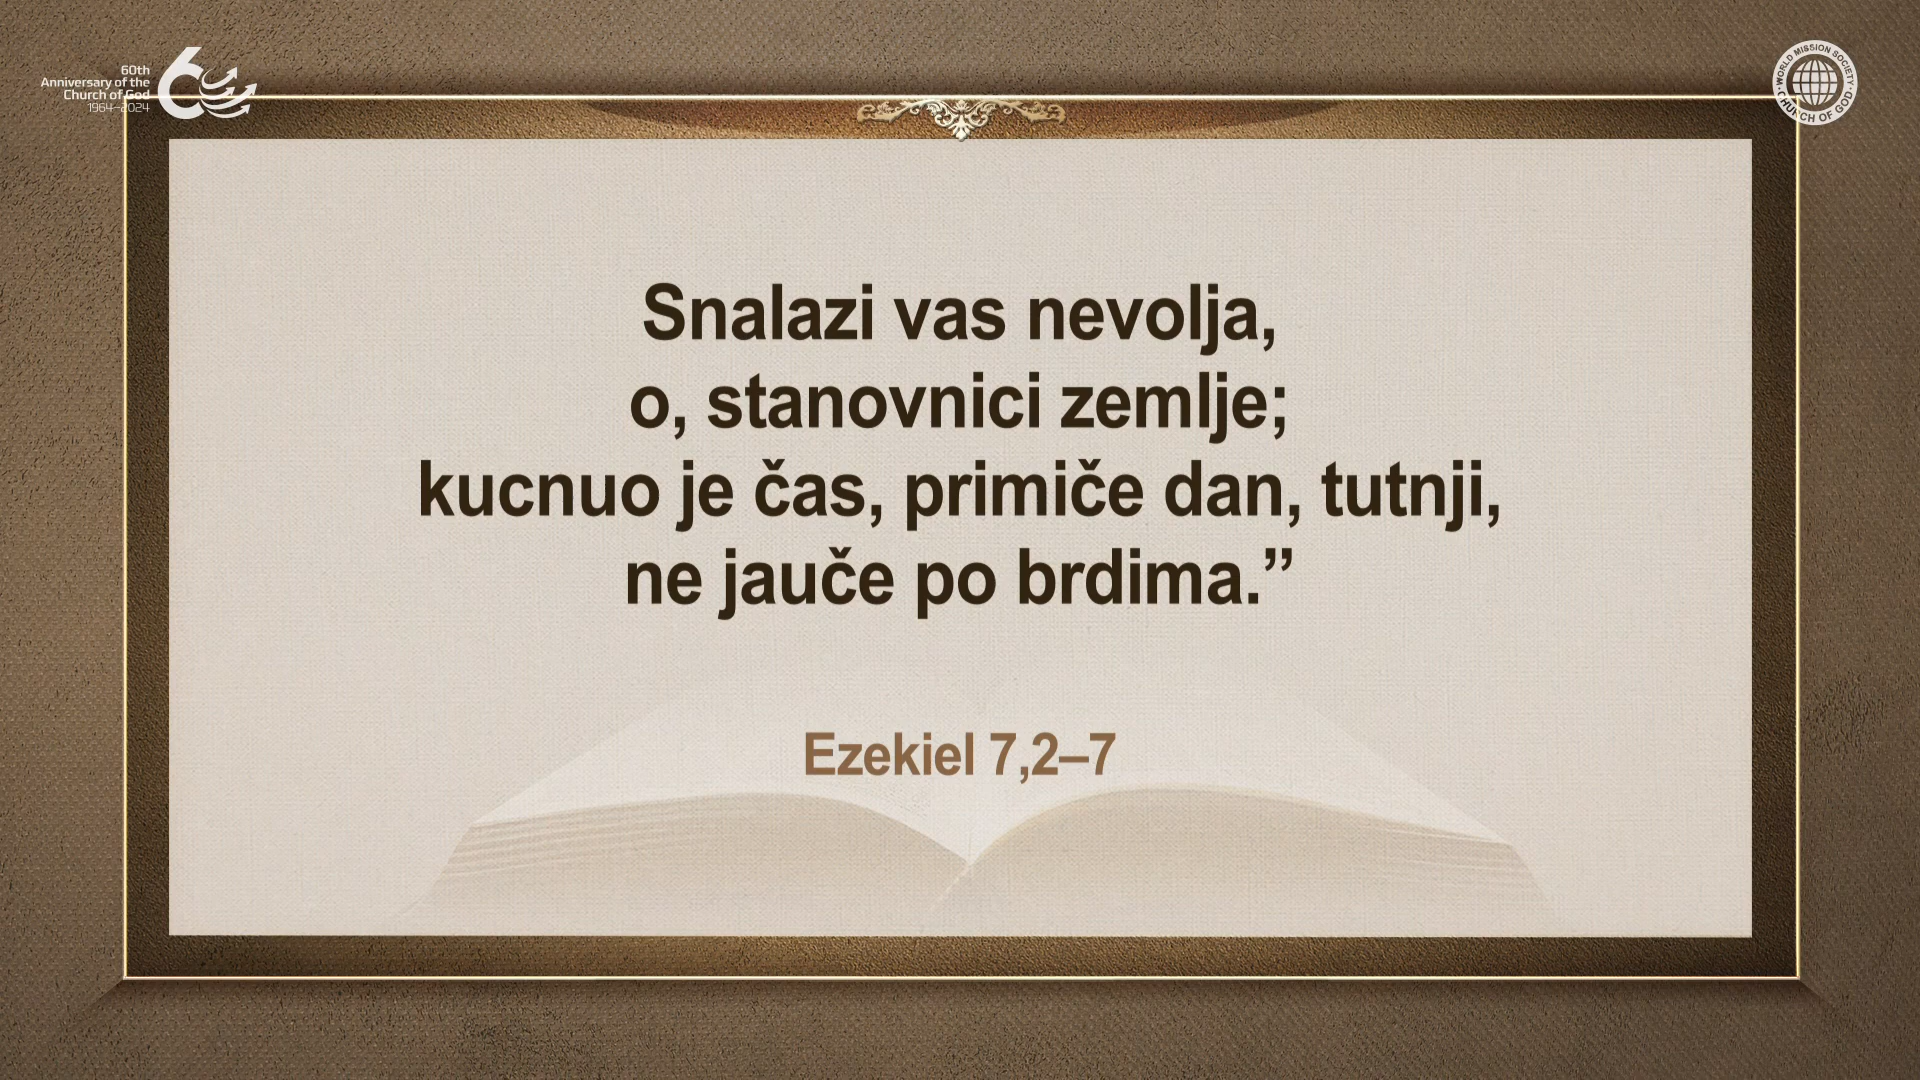 60th
Anniversary of the
Church of God
1964–2024
60
WORLD MISSION SOCIETY
CHURCH OF GOD
Snalazi vas nevolja,
o, stanovnici zemlje;
kucnuo je čas, primiče dan, tutnji,
ne jauče po brdima.”
Ezekiel 7,2–7